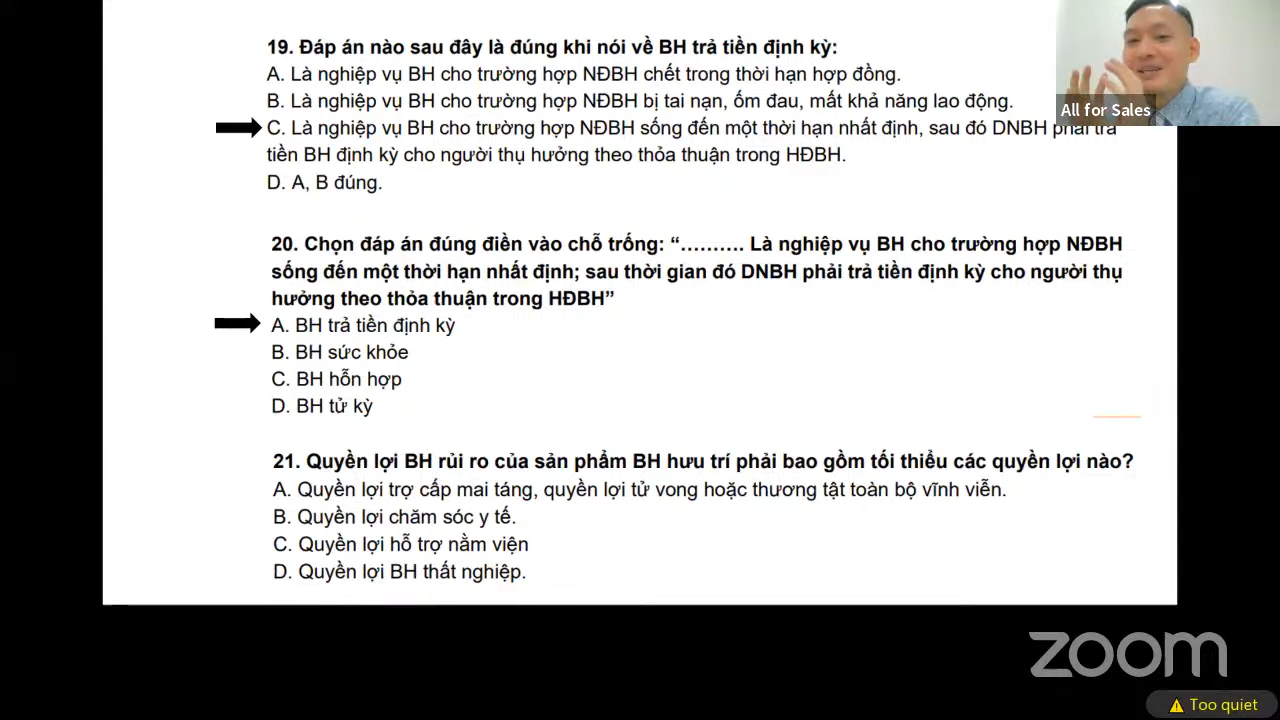 19. Đáp án nào sau đây là đúng khi nói về BH trả tiền định kỳ:
A. Là nghiệp vụ BH cho trường hợp NĐBH chết trong thời hạn hợp đồng.
B. Là nghiệp vụ BH cho trường hợp NĐBH bị tai nạn, ốm đau, mất khả năng lao động.
All for Sales
C. Là nghiệp vụ BH cho trường hợp NĐBH sống đến một thời hạn nhất định, sau đó DNBH phải trả
tiền BH định kỳ cho người thụ hưởng theo thỏa thuận trong HĐBH.
D. A, B đúng.
20. Chọn đáp án đúng điền vào chỗ trống: “………. Là nghiệp vụ BH cho trường hợp NĐBH
sống đến một thời hạn nhất định; sau thời gian đó DNBH phải trả tiền định kỳ cho người thụ
hưởng theo thỏa thuận trong HĐBH”
A. BH trả tiền định kỳ
B. BH sức khỏe
C. BH hỗn hợp
D. BH tử kỳ
21. Quyền lợi BH rủi ro của sản phẩm BH hưu trí phải bao gồm tối thiểu các quyền lợi nào?
A. Quyền lợi trợ cấp mai táng, quyền lợi tử vong hoặc thương tật toàn bộ vĩnh viễn.
B. Quyền lợi chăm sóc y tế.
C. Quyền lợi hỗ trợ nằm viện
D. Quyền lợi BH thất nghiệp.
zoom
Too quiet